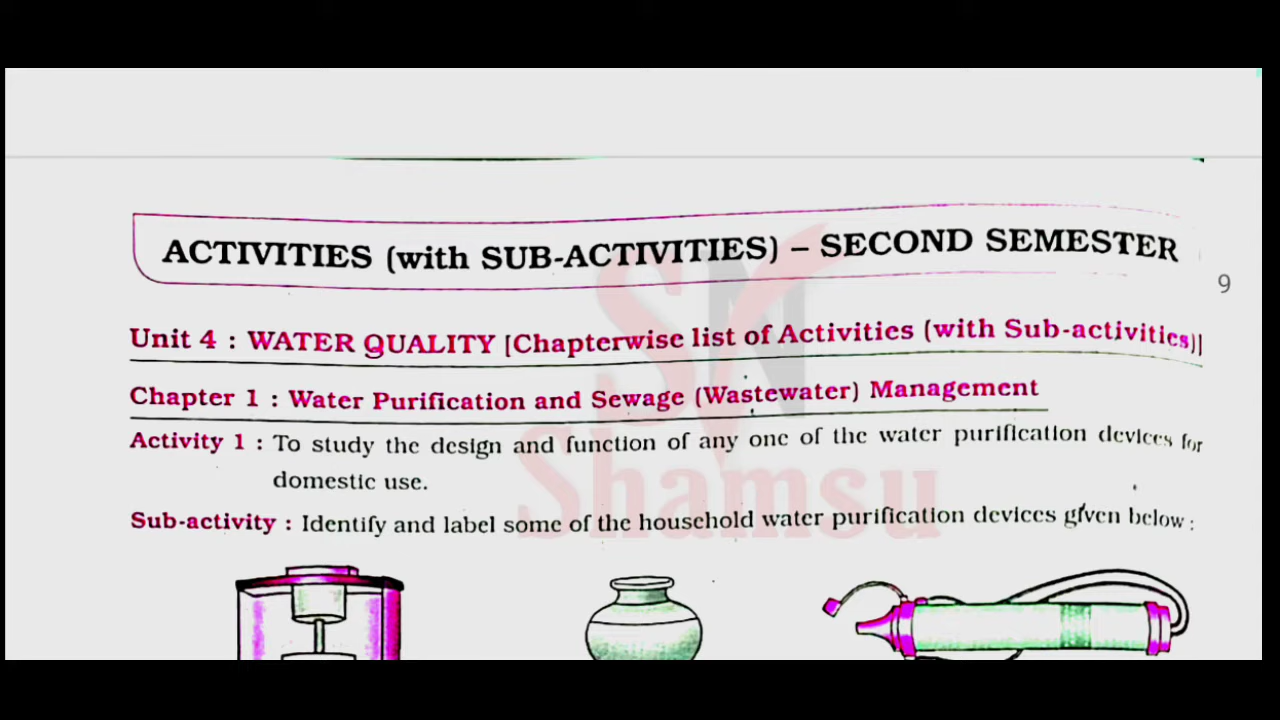 ACTIVITIES (with SUB-ACTIVITIES) – SECOND SEMESTER
9
Unit 4 : WATER QUALITY [Chapterwise list of Activities (with Sub-activities)]
Chapter 1 : Water Purification and Sewage (Wastewater) Management
Activity 1 : To study the design and function of any one of the water purification devices for
domestic use.
Sub-activity : Identify and label some of the household water purification devices given below :
SN
Shamsu